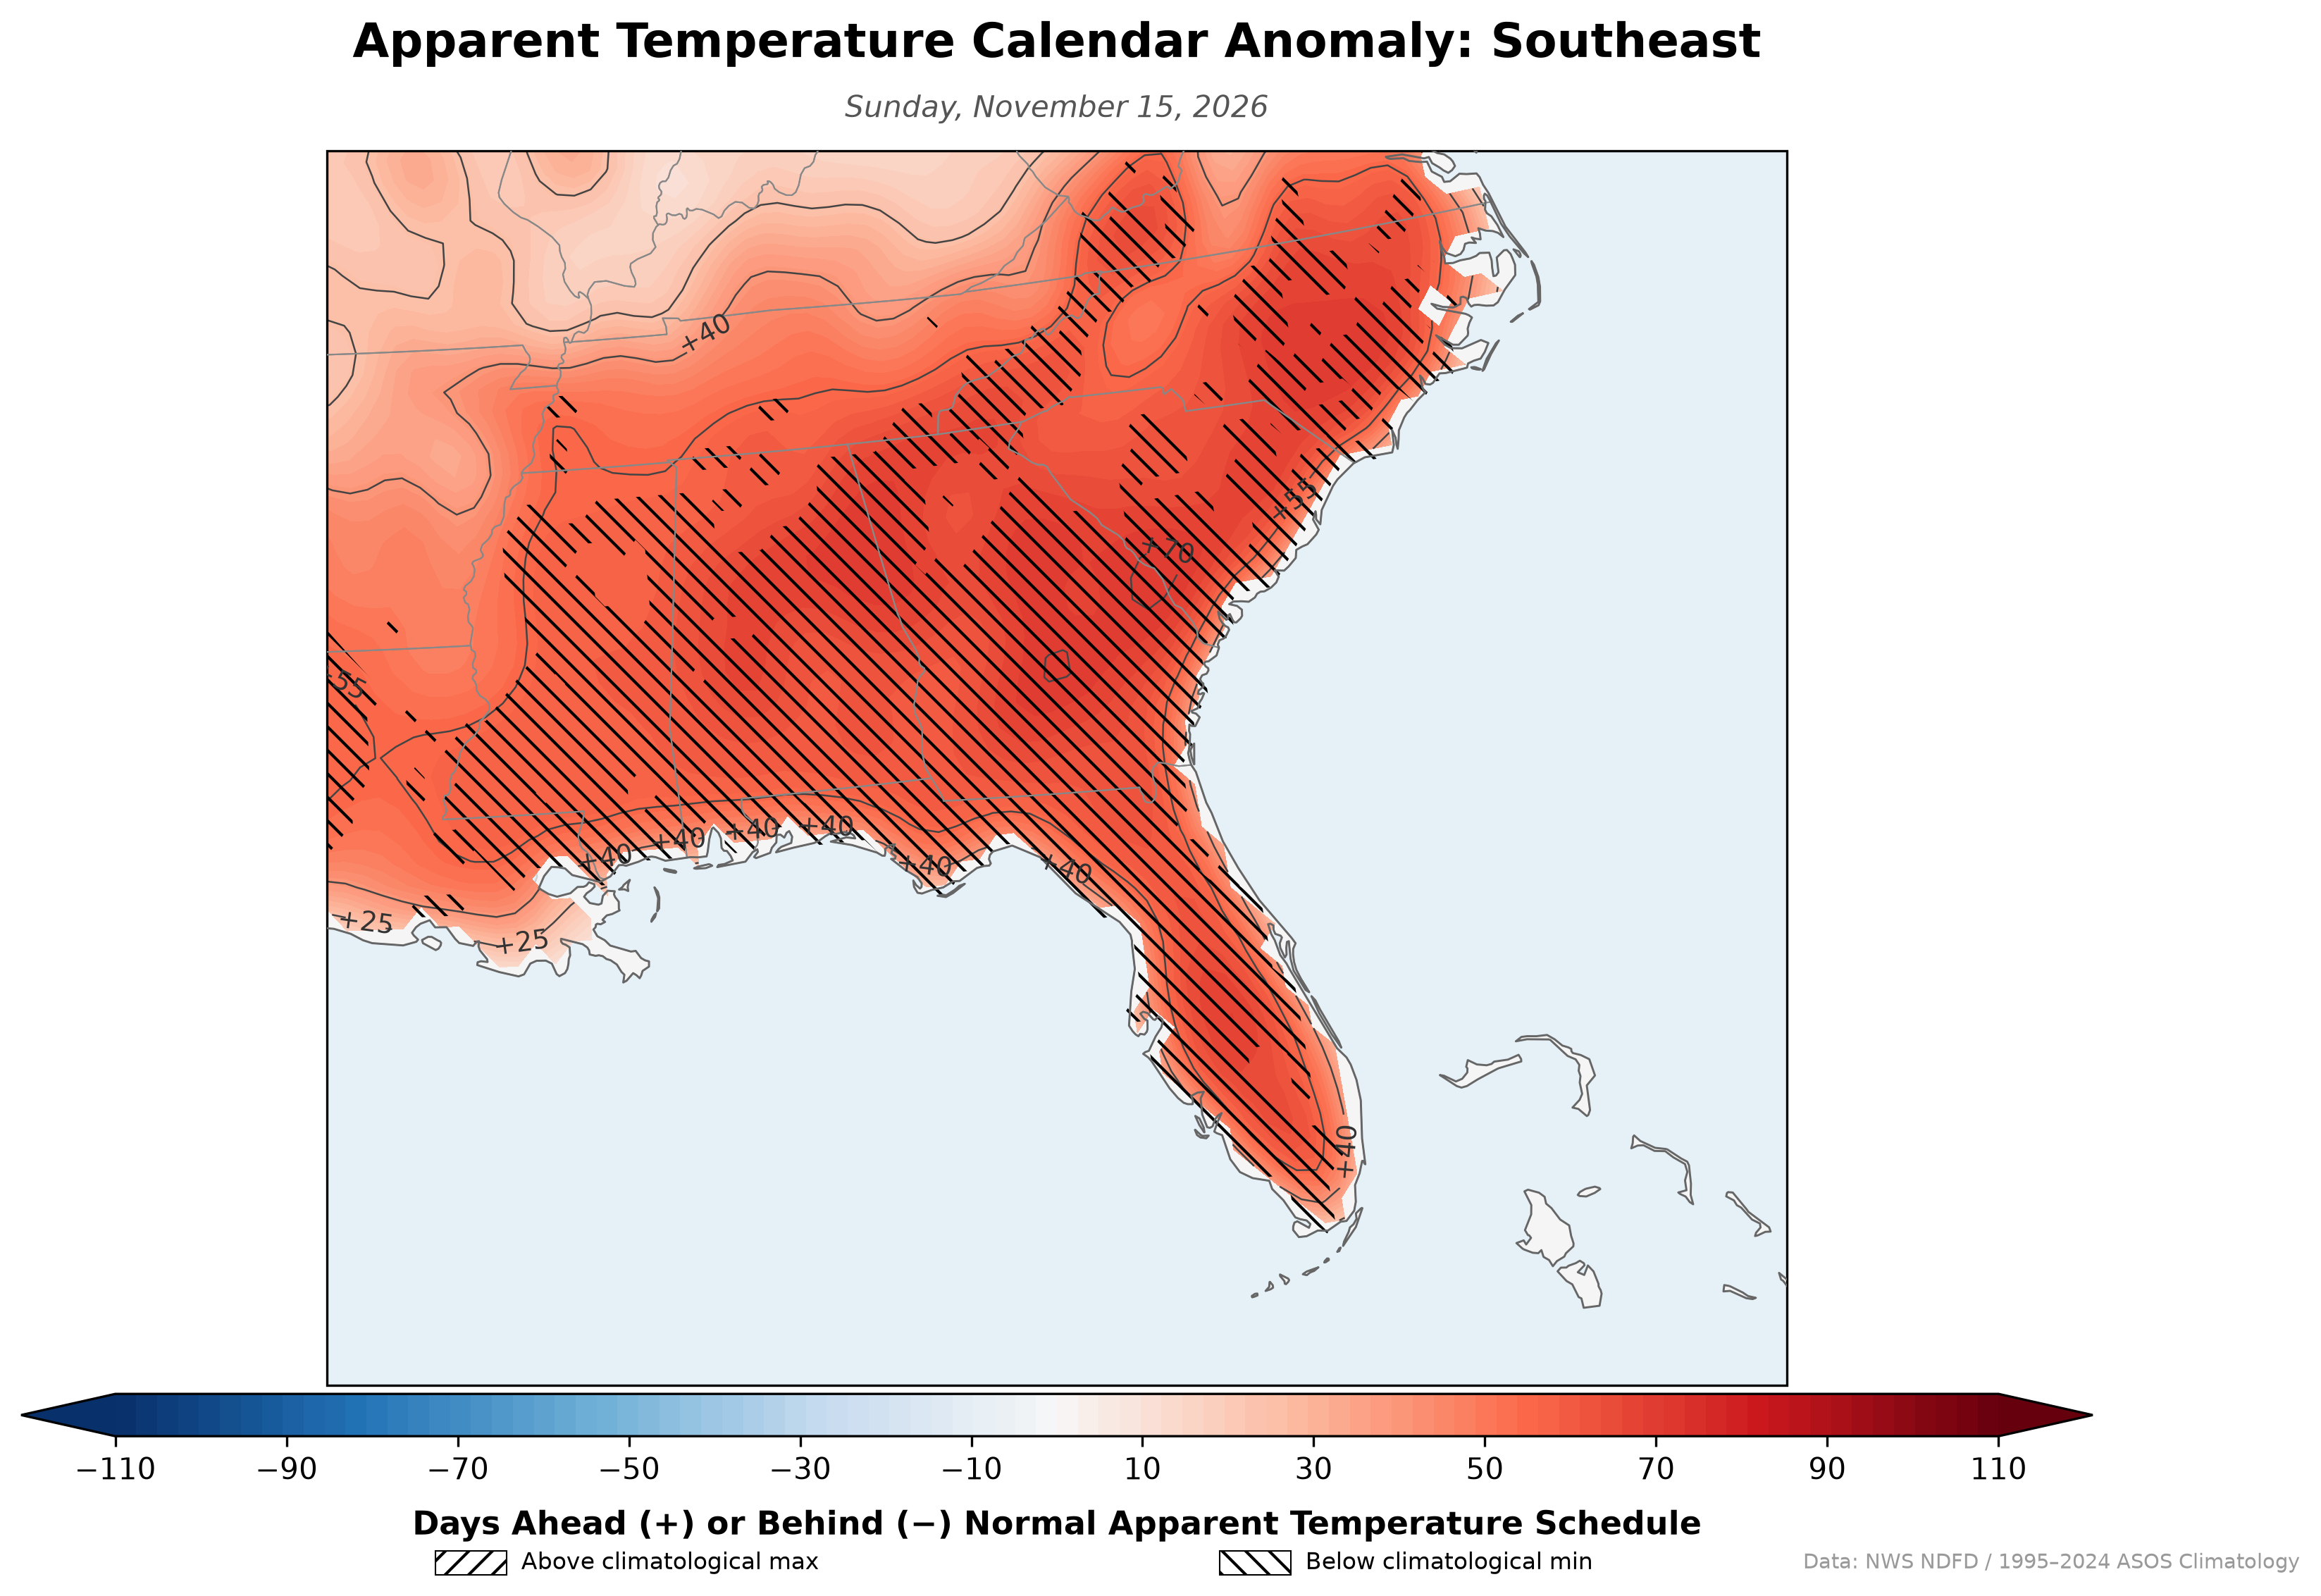 Apparent Temperature Calendar Anomaly: Southeast
Sunday, November 15, 2026
+40
+55
+70
55
+40
+40
+40
+40
+40
+40
+25
+25
+40
−110 −90 −70 −50 −30 −10 10 30 50 70 90 110
Days Ahead (+) or Behind (−) Normal Apparent Temperature Schedule
Above climatological max Below climatological min Data: NWS NDFD / 1995–2024 ASOS Climatology